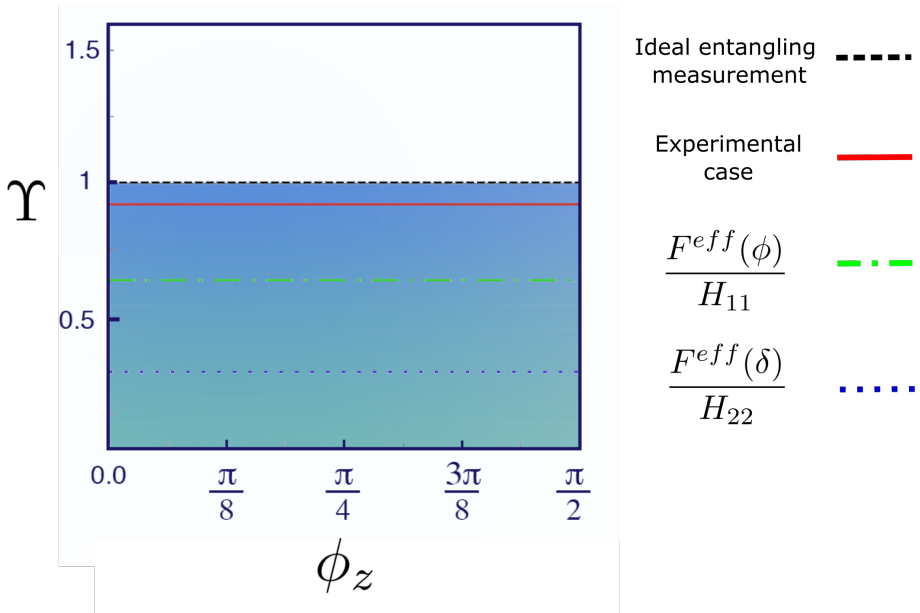 1.5
1
0.5
ϒ
0.0
π/8
π/4
3π/8
π/2
ϕ_z
Ideal entangling
measurement
Experimental
case
F^{eff}(ϕ)
H_{11}
F^{eff}(δ)
H_{22}